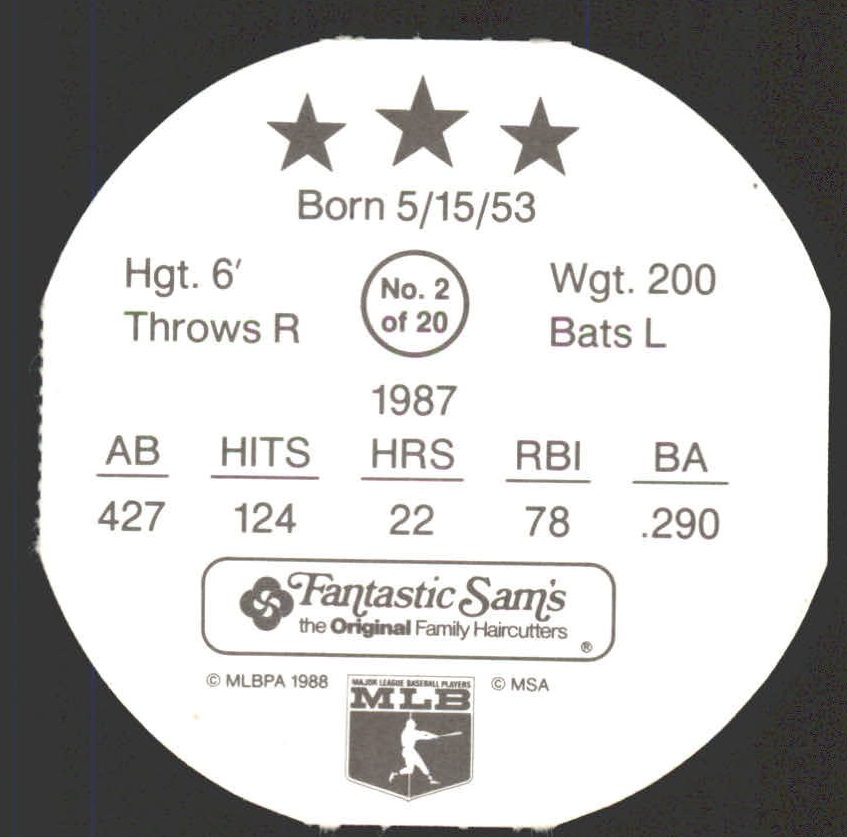 Born 5/15/53
Hgt. 6' No. 2 Wgt. 200
Throws R of 20 Bats L
1987
AB HITS HRS RBI BA
427 124 22 78 .290
Fantastic Sam's
the Original Family Haircutters ®
© MLBPA 1988 MAJOR LEAGUE BASEBALL PLAYERS © MSA
MLB